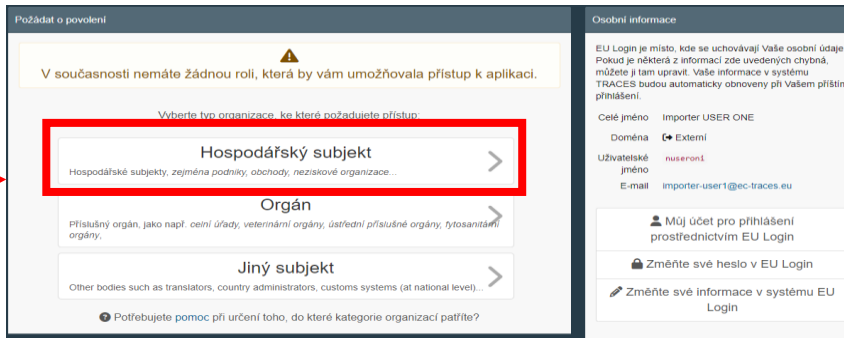 Požádat o povolení
V současnosti nemáte žádnou roli, která by vám umožňovala přístup k aplikaci.
Vyberte typ organizace, ke které požadujete přístup:
Hospodářský subjekt
Hospodářské subjekty, zejména podniky, obchody, neziskové organizace...
Orgán
Příslušný orgán, jako např. celní úřady, veterinární orgány, ústřední příslušné orgány, fytosanitární
orgány,
Jiný subjekt
Other bodies such as translators, country administrators, customs systems (at national level)...
Potřebujete pomoc při určení toho, do které kategorie organizací patříte?
Osobní informace
EU Login je místo, kde se uchovávají Vaše osobní údaje
Pokud je některá z informací zde uvedených chybná,
můžete ji tam upravit. Vaše informace v systému
TRACES budou automaticky obnoveny při Vašem příštím
přihlášení.
Celé jméno Importer USER ONE
Doména Externí
Uživatelské
jméno nuseron1
E-mail importer-user1@ec-traces.eu
Můj účet pro přihlášení
prostřednictvím EU Login
Změňte své heslo v EU Login
Změňte své informace v systému EU
Login